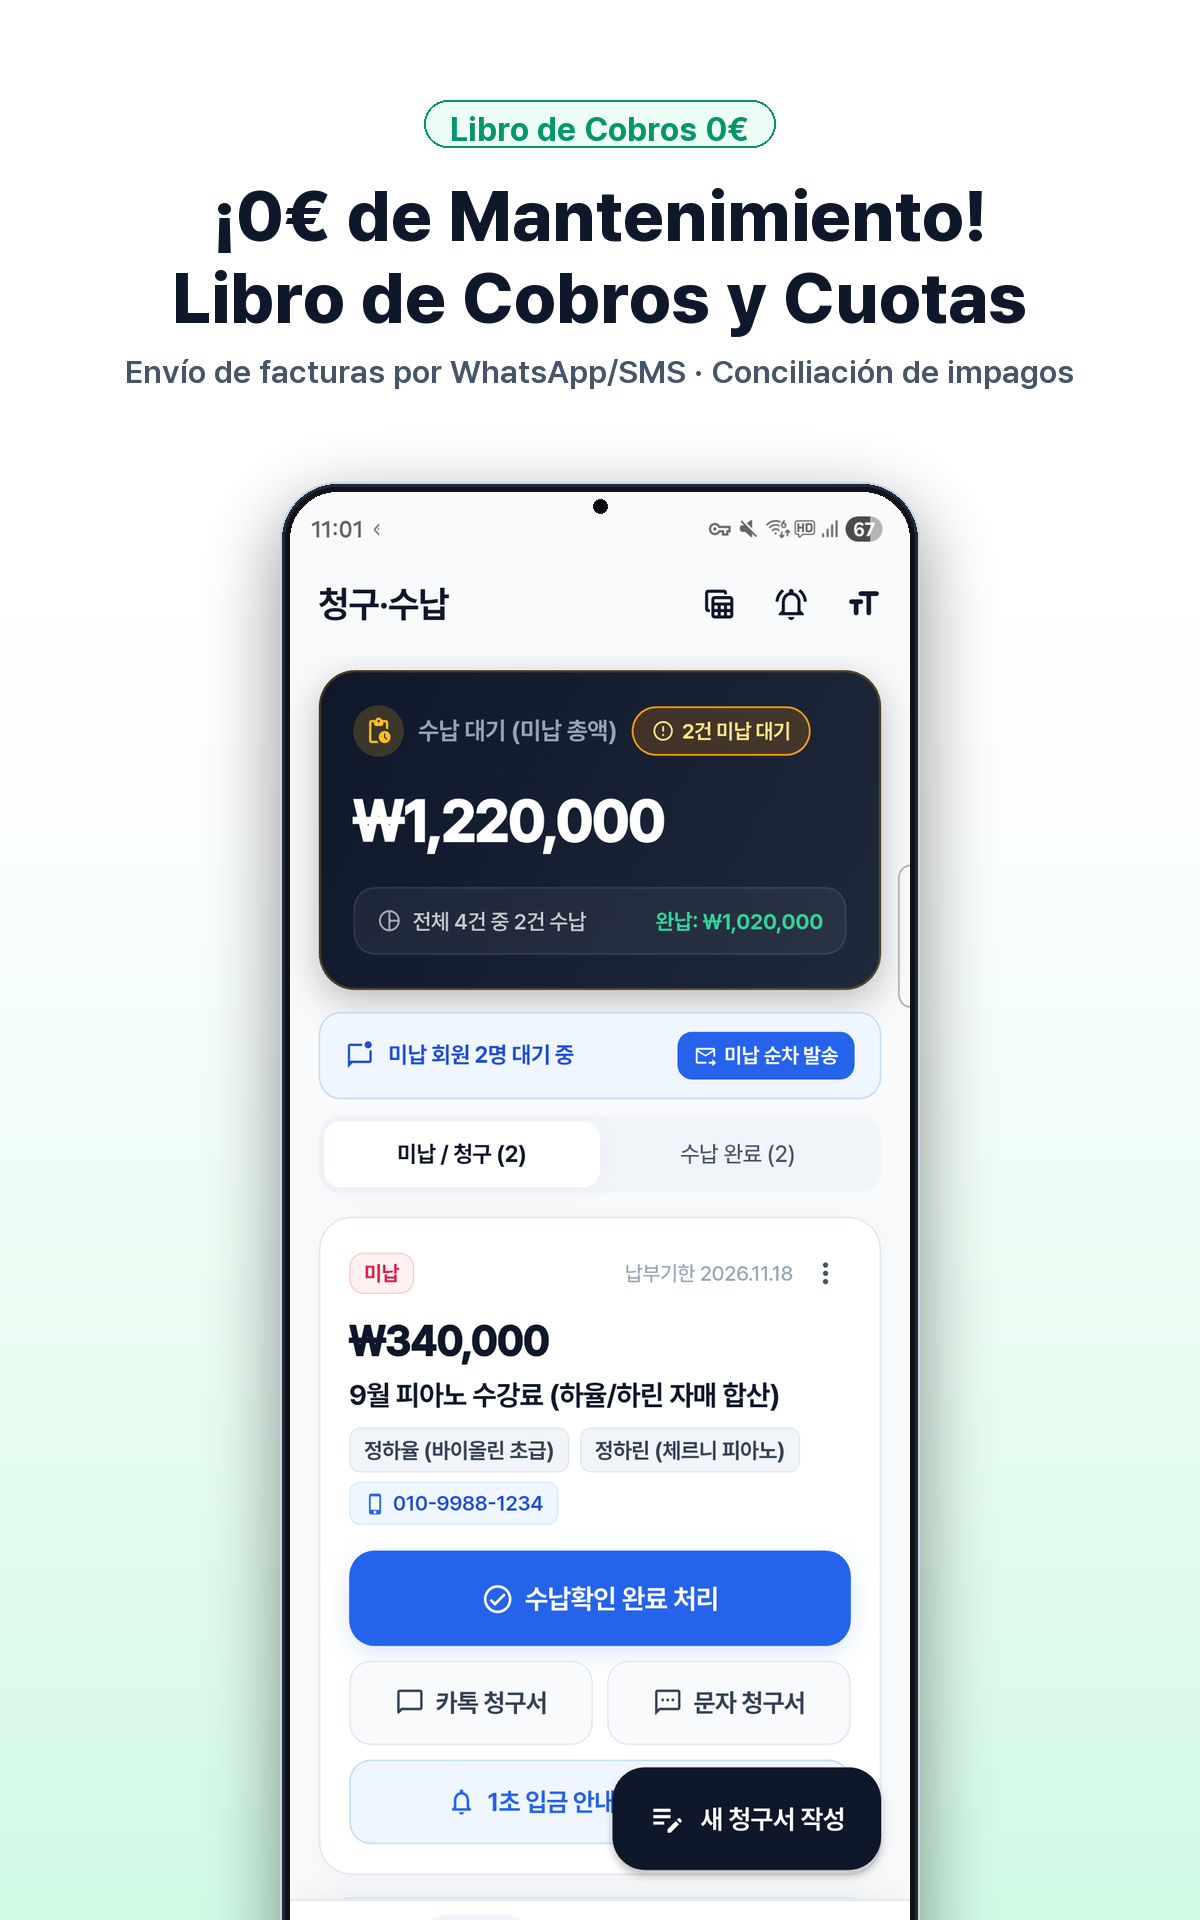 Libro de Cobros 0€
¡0€ de Mantenimiento!
Libro de Cobros y Cuotas
Envío de facturas por WhatsApp/SMS · Conciliación de impagos
11:01
HD
67
청구·수납
수납 대기 (미납 총액)
2건 미납 대기
₩1,220,000
전체 4건 중 2건 수납
완납: ₩1,020,000
미납 회원 2명 대기 중
미납 순차 발송
미납 / 청구 (2)
수납 완료 (2)
미납
납부기한 2026.11.18
₩340,000
9월 피아노 수강료 (하율/하린 자매 합산)
정하율 (바이올린 초급)
정하린 (체르니 피아노)
010-9988-1234
수납확인 완료 처리
카톡 청구서
문자 청구서
1초 입금 안내
새 청구서 작성